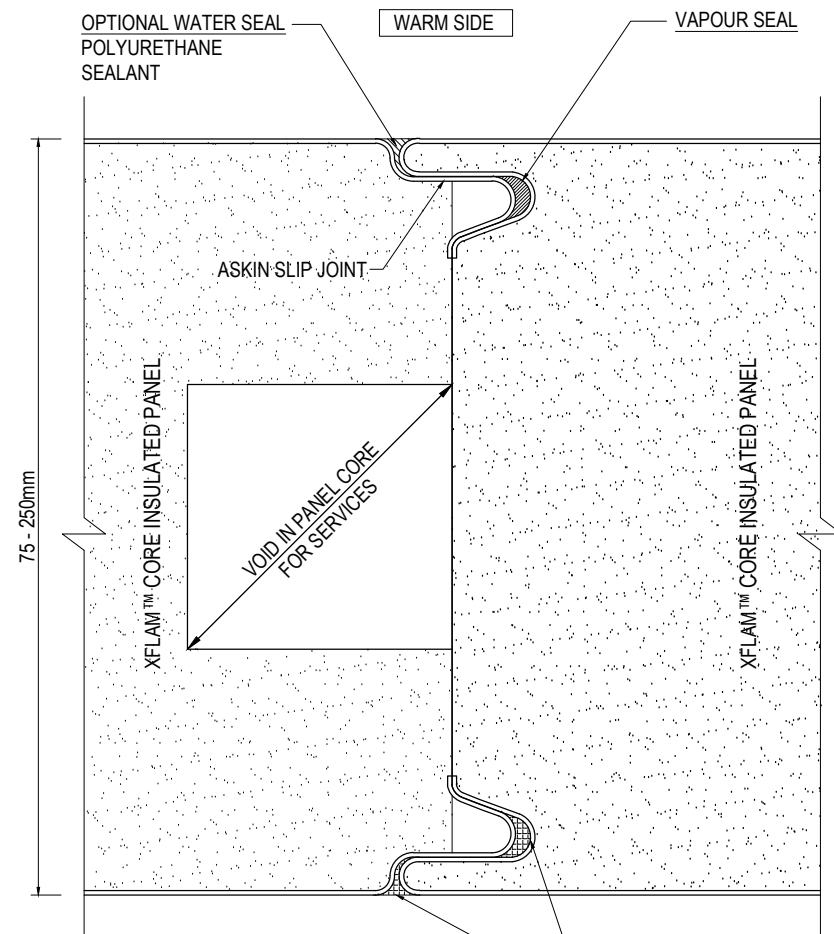 OPTIONAL WATER SEAL
POLYURETHANE
SEALANT
WARM SIDE
VAPOUR SEAL
ASKIN SLIP JOINT
XFLAM™ CORE INSULATED PANEL
VOID IN PANEL CORE
FOR SERVICES
XFLAM™ CORE INSULATED PANEL
75 - 250mm